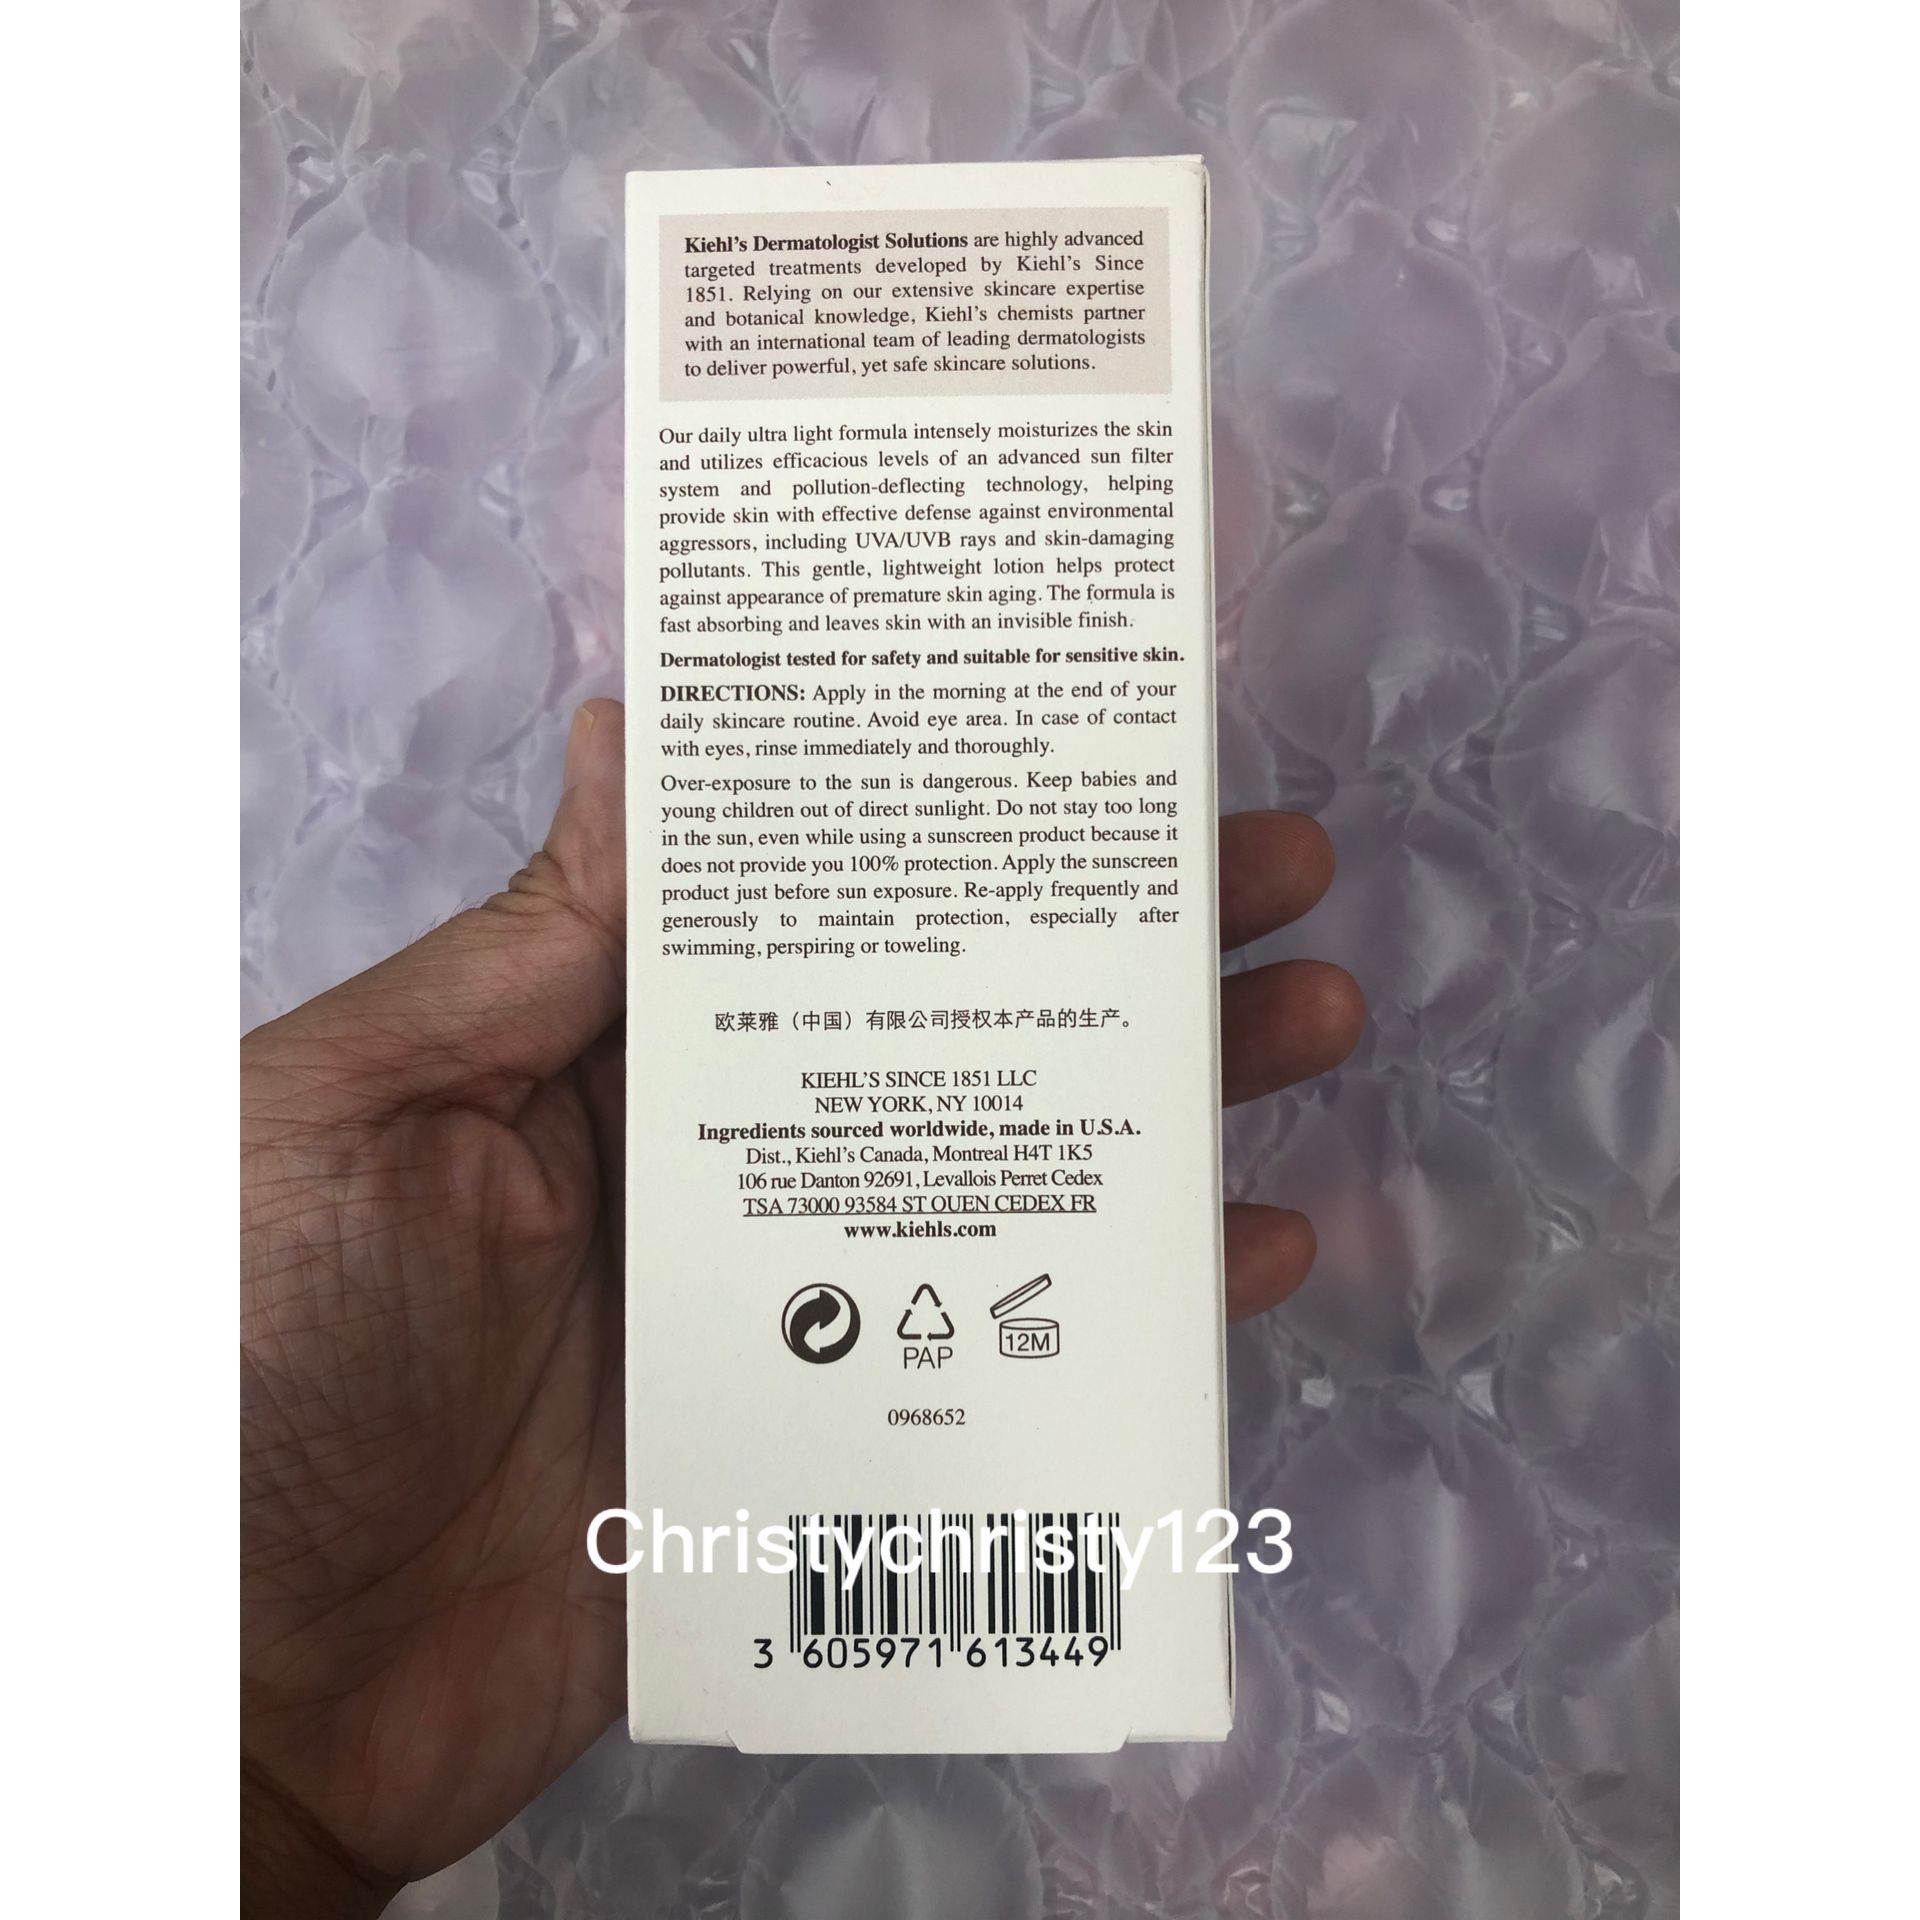 Kiehl's Dermatologist Solutions are highly advanced
targeted treatments developed by Kiehl's Since
1851. Relying on our extensive skincare expertise
and botanical knowledge, Kiehl's chemists partner
with an international team of leading dermatologists
to deliver powerful, yet safe skincare solutions.
Our daily ultra light formula intensely moisturizes the skin
and utilizes efficacious levels of an advanced sun filter
system and pollution-deflecting technology, helping
provide skin with effective defense against environmental
aggressors, including UVA/UVB rays and skin-damaging
pollutants. This gentle, lightweight lotion helps protect
against appearance of premature skin aging. The formula is
fast absorbing and leaves skin with an invisible finish.
Dermatologist tested for safety and suitable for sensitive skin.
DIRECTIONS: Apply in the morning at the end of your
daily skincare routine. Avoid eye area. In case of contact
with eyes, rinse immediately and thoroughly.
Over-exposure to the sun is dangerous. Keep babies and
young children out of direct sunlight. Do not stay too long
in the sun, even while using a sunscreen product because it
does not provide you 100% protection. Apply the sunscreen
product just before sun exposure. Re-apply frequently and
generously to maintain protection, especially after
swimming, perspiring or toweling.
欧莱雅（中国）有限公司授权本产品的生产。
KIEHL'S SINCE 1851 LLC
NEW YORK, NY 10014
Ingredients sourced worldwide, made in U.S.A.
Dist., Kiehl's Canada, Montreal H4T 1K5
106 rue Danton 92691, Levallois Perret Cedex
TSA 73000 93584 ST OUEN CEDEX FR
www.kiehls.com
PAP
12M
0968652
Christychristy123
3 605971 613449